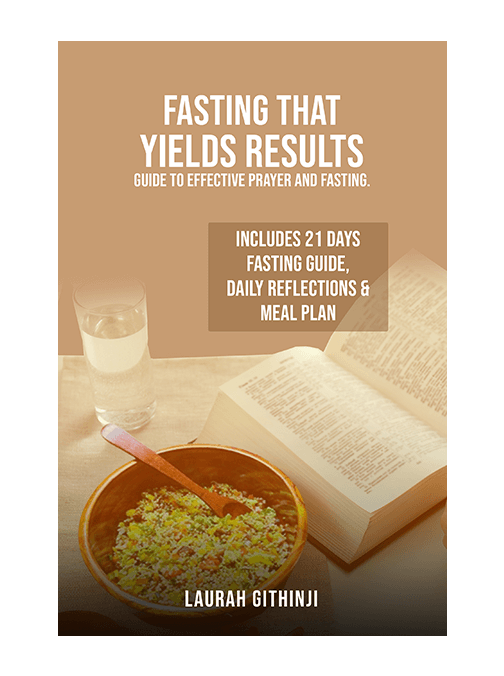 FASTING THAT
YIELDS RESULTS
GUIDE TO EFFECTIVE PRAYER AND FASTING.
INCLUDES 21 DAYS
FASTING GUIDE,
DAILY REFLECTIONS &
MEAL PLAN
LAURAH GITHINJI